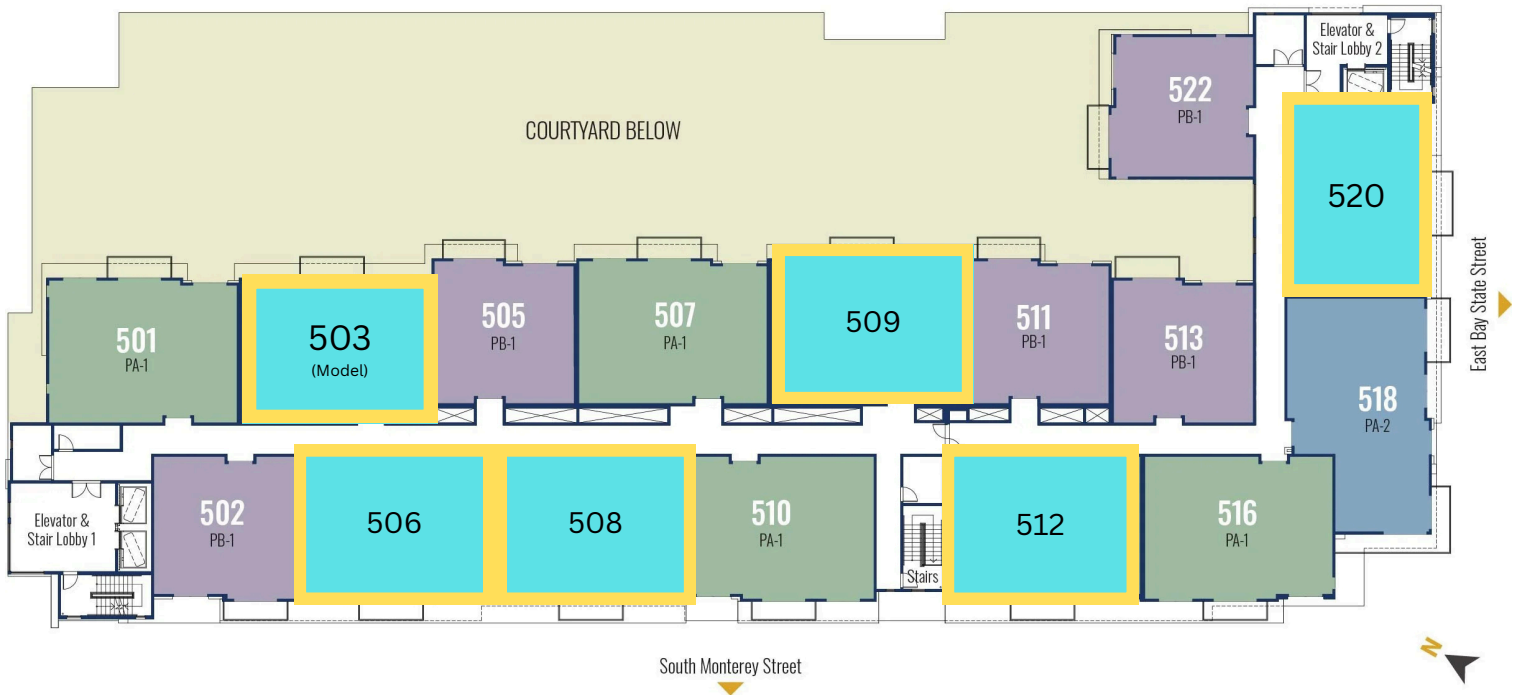 Elevator &
Stair Lobby 2
522
PB-1
COURTYARD BELOW
520
East Bay State Street
501
PA-1
503
(Model)
505
PB-1
507
PA-1
509
511
PB-1
513
PB-1
518
PA-2
Elevator &
Stair Lobby 1
502
PB-1
506
508
510
PA-1
Stairs
512
516
PA-1
South Monterey Street
N